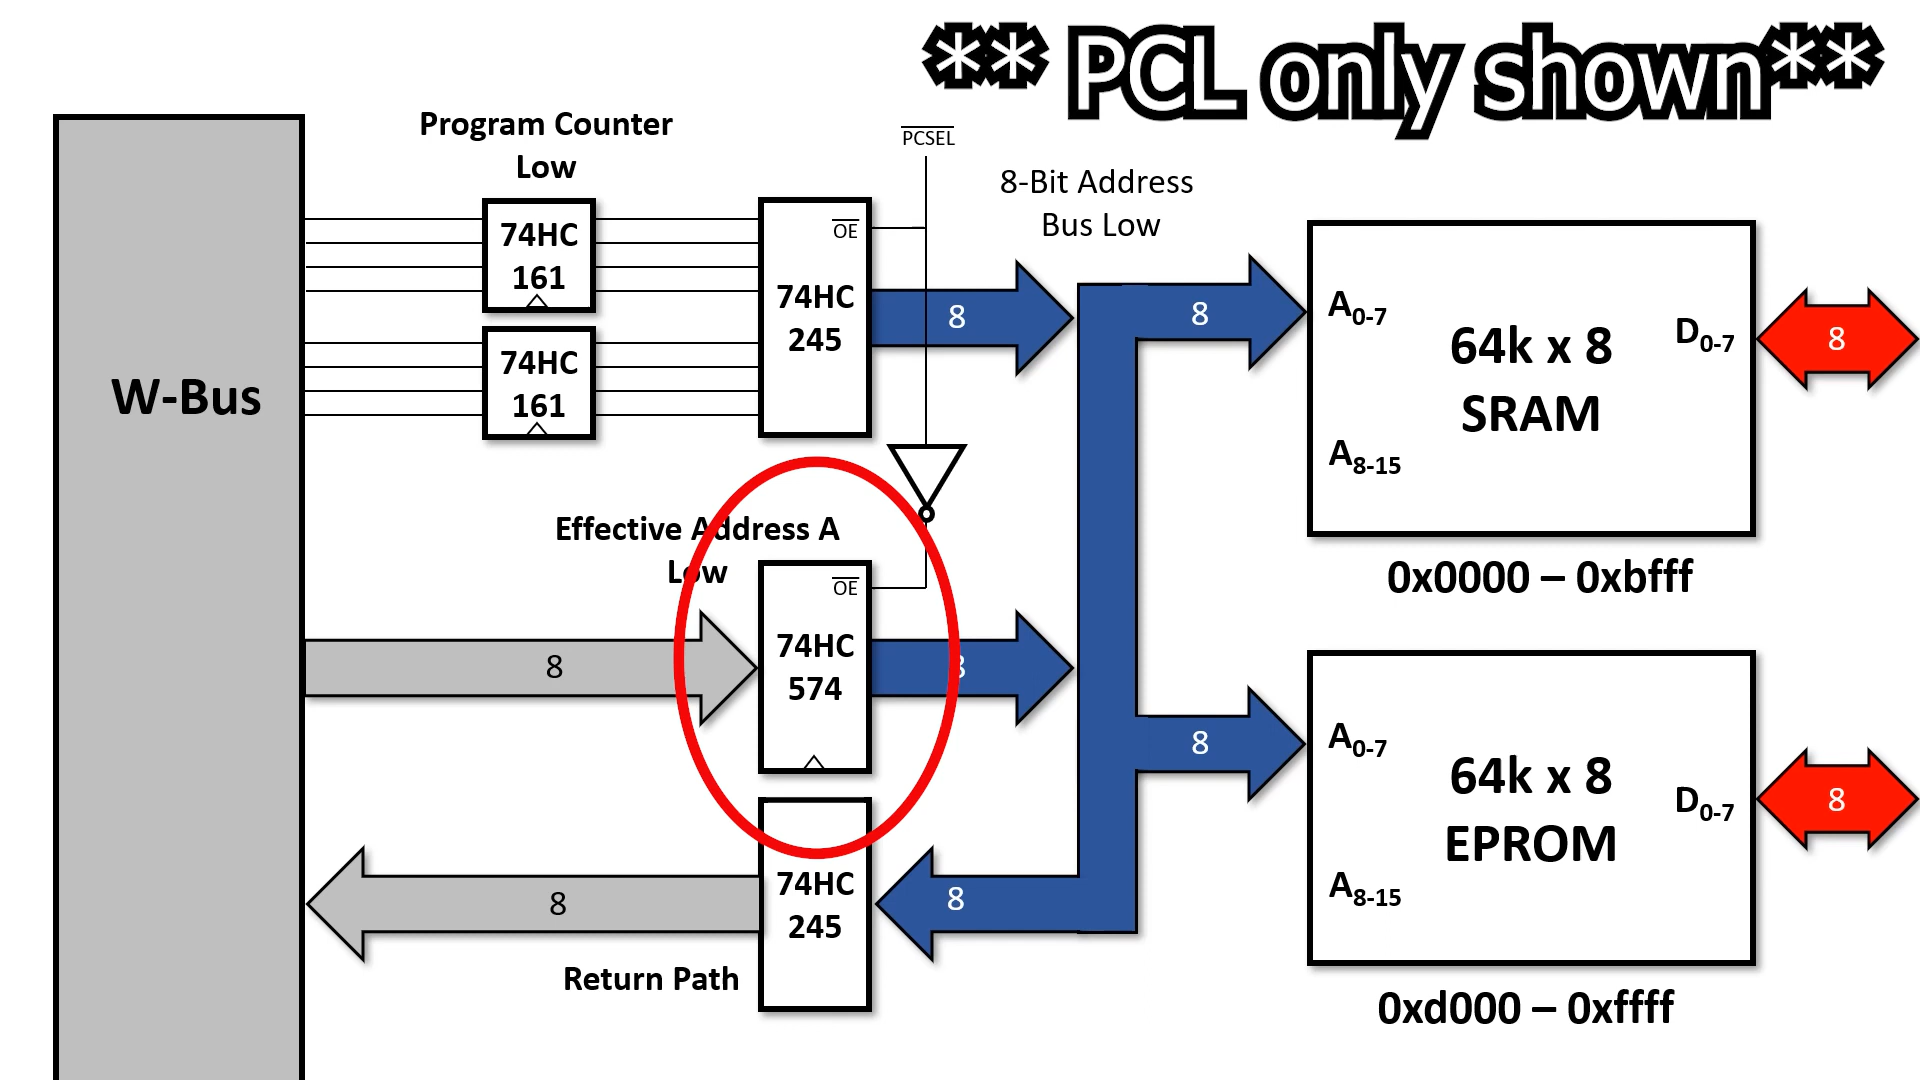 ** PCL only shown**
W-Bus
Program Counter
Low
74HC
161
74HC
161
OE
74HC
245
PCSEL
8
8-Bit Address
Bus Low
8
A0-7
64k x 8
SRAM
D0-7
A8-15
8
0x0000 – 0xbfff
Effective Address A
Low
8
OE
74HC
574
8
8
A0-7
64k x 8
EPROM
D0-7
A8-15
8
0xd000 – 0xffff
8
74HC
245
8
Return Path